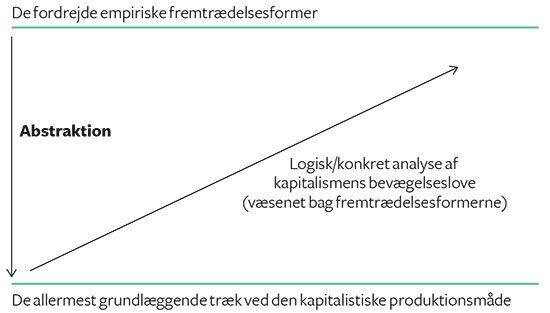 De fordrejde empiriske fremtrædelsesformer
Abstraktion
Logisk/konkret analyse af
kapitalismens bevægelseslove
(væsenet bag fremtrædelsesformerne)
De allermest grundlæggende træk ved den kapitalistiske produktionsmåde